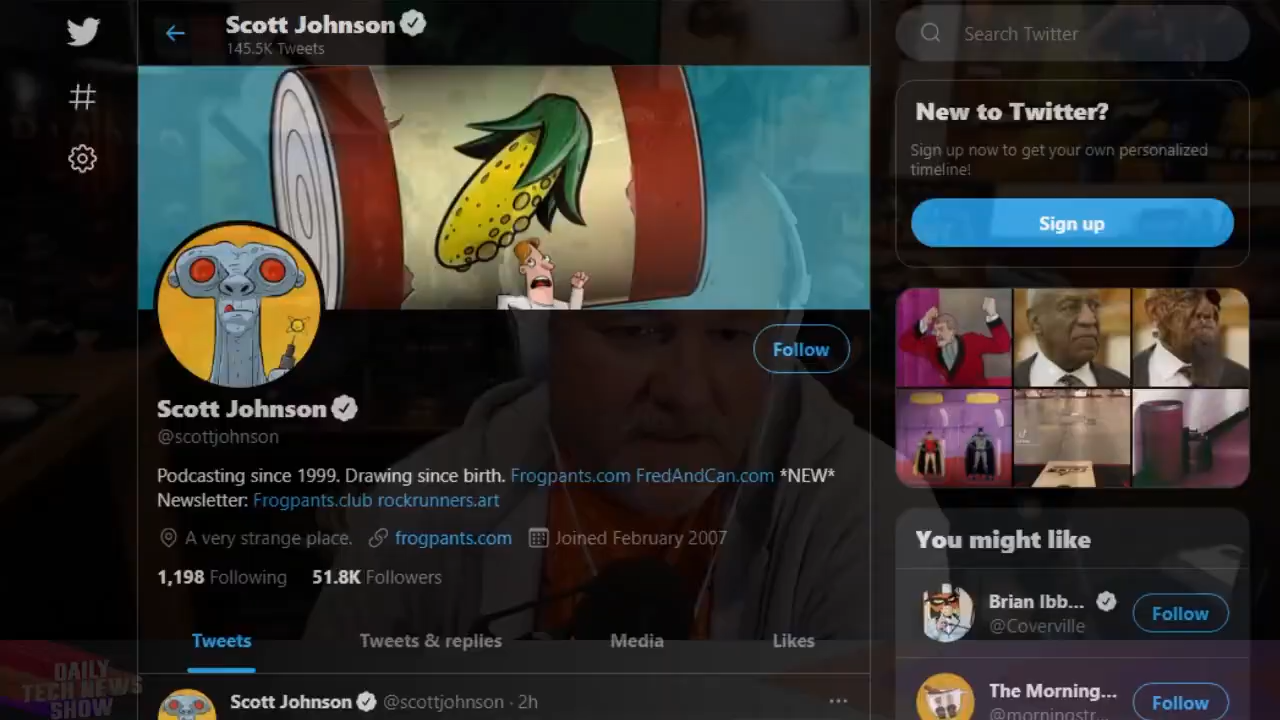 Scott Johnson
145.5K Tweets
Search Twitter
New to Twitter?
Sign up now to get your own personalized
timeline!
Sign up
Follow
Scott Johnson
@scottjohnson
Podcasting since 1999. Drawing since birth. Frogpants.com FredAndCan.com *NEW*
Newsletter: Frogpants.club rockrunners.art
A very strange place. frogpants.com Joined February 2007
1,198 Following 51.8K Followers
Tweets Tweets & replies Media Likes
Scott Johnson @scottjohnson · 2h
You might like
Brian Ibb...
@Coverville
Follow
The Morning...
@morningstr...
Follow
DAILY
TECH NEWS
SHOW